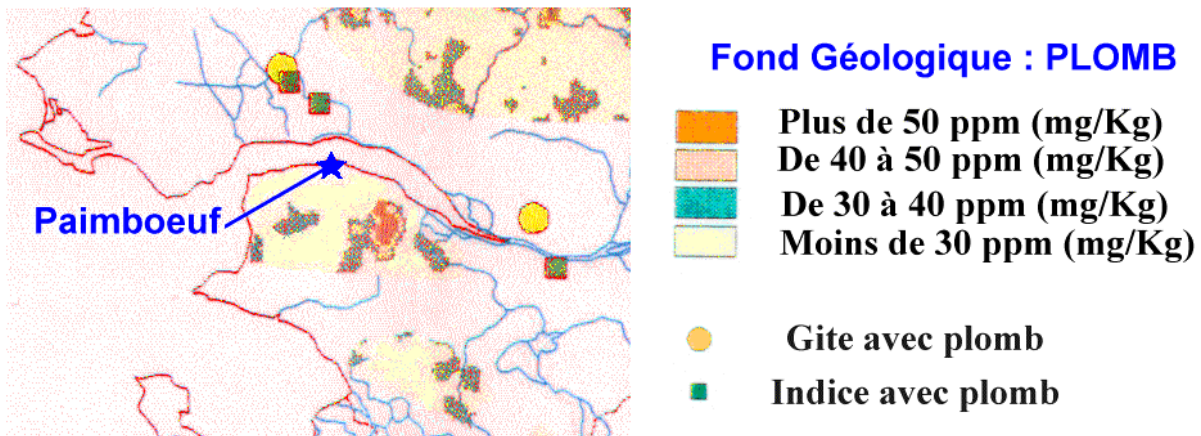 Fond Géologique : PLOMB
Plus de 50 ppm (mg/Kg)
De 40 à 50 ppm (mg/Kg)
De 30 à 40 ppm (mg/Kg)
Moins de 30 ppm (mg/Kg)
Gite avec plomb
Indice avec plomb
Paimboeuf